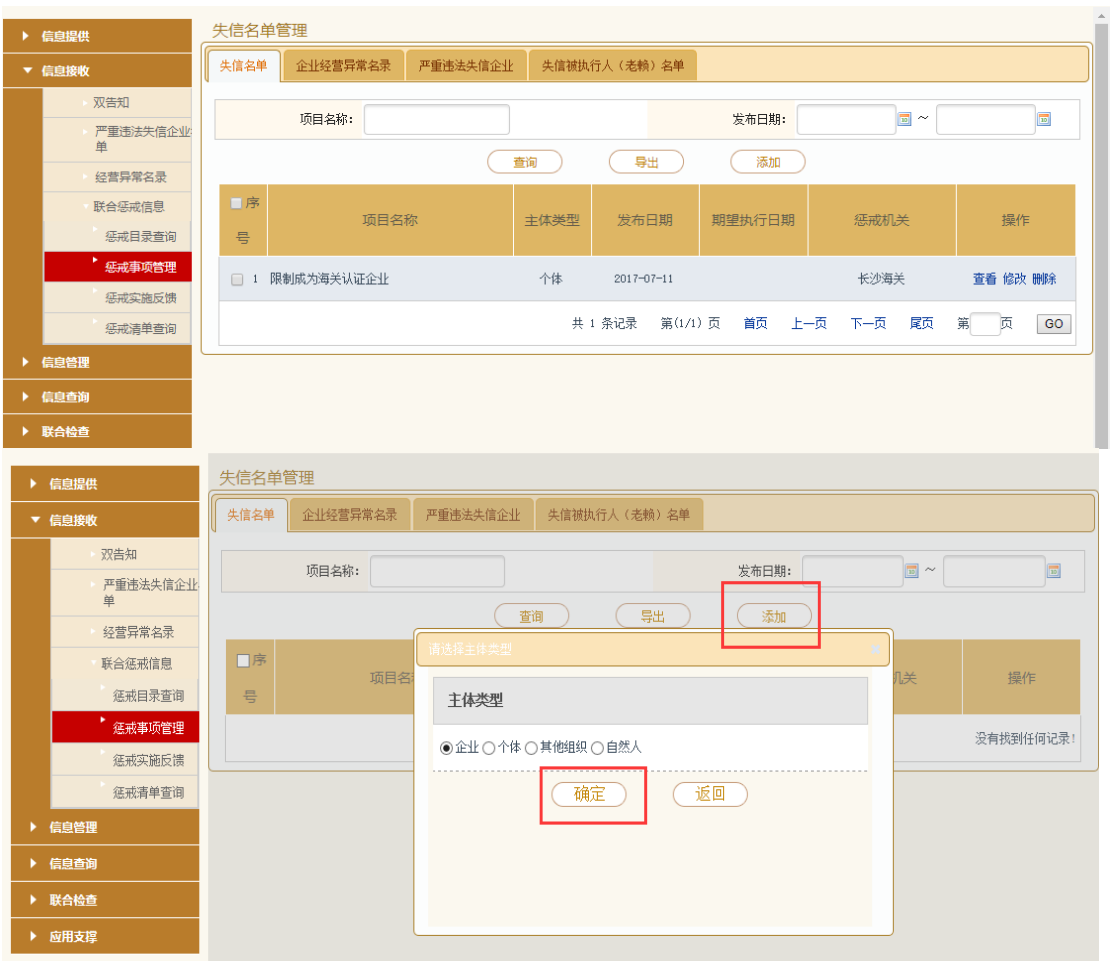 信息提供
信息接收
双告知
严重违法失信企业
单
经营异常名录
联合惩戒信息
惩戒目录查询
惩戒事项管理
惩戒实施反馈
惩戒清单查询
信息管理
信息查询
联合检查
失信名单管理
失信名单 企业经营异常名录 严重违法失信企业 失信被执行人（老赖）名单
项目名称： 发布日期： ~
查询 导出 添加
序号 项目名称 主体类型 发布日期 期望执行日期 惩戒机关 操作
1 限制成为海关认证企业 个体 2017-07-11 长沙海关 查看 修改 删除
共 1 条记录 第(1/1) 页 首页 上一页 下一页 尾页 第 页 GO
信息提供
信息接收
双告知
严重违法失信企业
单
经营异常名录
联合惩戒信息
惩戒目录查询
惩戒事项管理
惩戒实施反馈
惩戒清单查询
信息管理
信息查询
联合检查
应用支撑
失信名单管理
失信名单 企业经营异常名录 严重违法失信企业 失信被执行人（老赖）名单
项目名称： 发布日期： ~
查询 导出 添加
序号 项目名 机关 操作
没有找到任何记录!
请选择主体类型
主体类型
企业 个体 其他组织 自然人
确定 返回